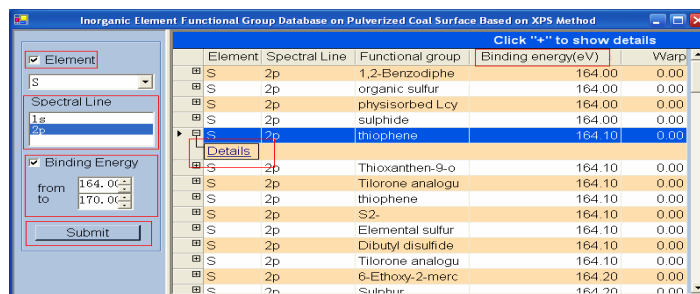 Inorganic Element Functional Group Database on Pulverized Coal Surface Based on XPS Method
Element
S
Spectral Line
1s
2p
Binding Energy
from 164.0
to 170.00
Submit
Click "+" to show details
Element Spectral Line Functional group Binding energy(eV) Warp
S 2p 1,2-Benzodiphe 164.00 0.00
S 2p organic sulfur 164.00 0.00
S 2p physisorbed Lcy 164.00 0.00
S 2p sulphide 164.00 0.00
S 2p thiophene 164.10 0.00
Details
S 2p Thioxanthen-9-o 164.10 0.00
S 2p Tilorone analogu 164.10 0.00
S 2p thiophene 164.10 0.00
S 2p S2- 164.10 0.00
S 2p Elemental sulfur 164.10 0.00
S 2p Dibutyl disulfide 164.10 0.00
S 2p Tilorone analogu 164.10 0.00
S 2p 6-Ethoxy-2-merc 164.20 0.00
S 2p Sulphur 164.20 0.00